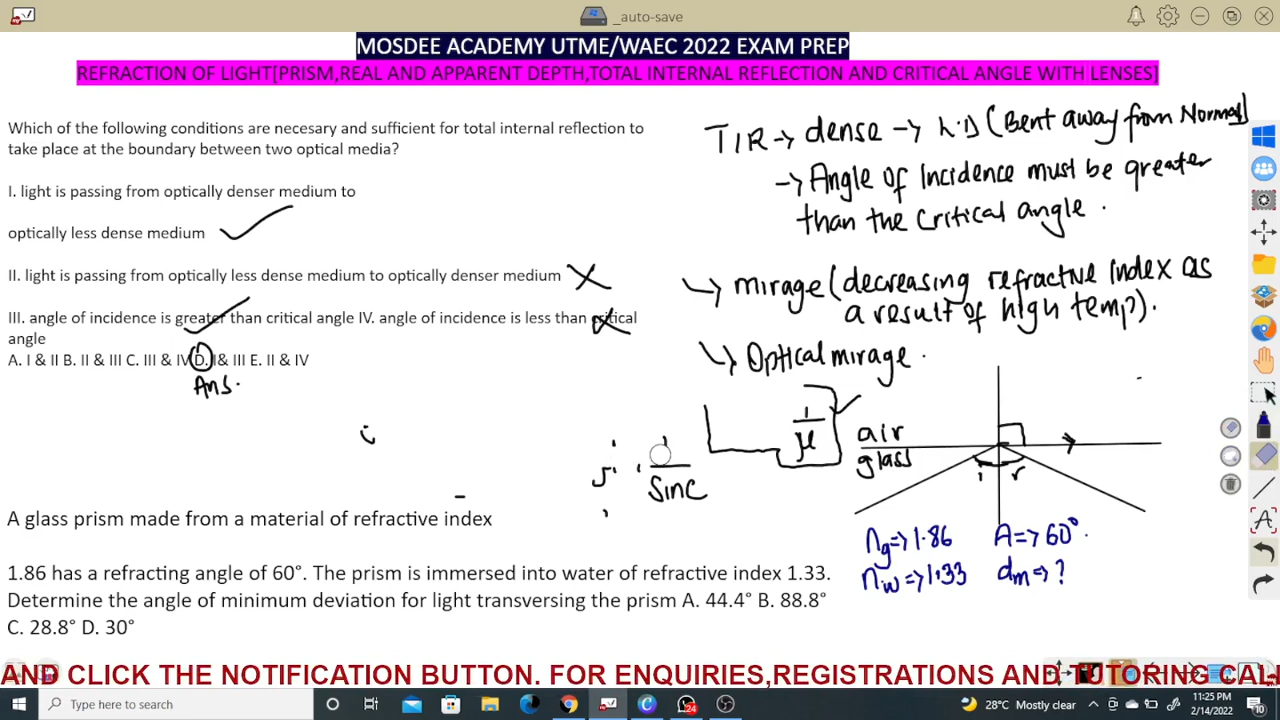 _auto-save
MOSDEE ACADEMY UTME/WAEC 2022 EXAM PREP
REFRACTION OF LIGHT[PRISM,REAL AND APPARENT DEPTH,TOTAL INTERNAL REFLECTION AND CRITICAL ANGLE WITH LENSES]
Which of the following conditions are necesary and sufficient for total internal reflection to
take place at the boundary between two optical media?
I. light is passing from optically denser medium to
optically less dense medium
II. light is passing from optically less dense medium to optically denser medium
III. angle of incidence is greater than critical angle IV. angle of incidence is less than critical
angle
A. I & II B. II & III C. III & IV D. I & III E. II & IV
Ans.
TIR → dense → L.D (Bent away from Normal)
→ Angle of Incidence must be greater
than the Critical angle .
↳ mirage (decreasing refractive index as
a result of high temp).
↳ Optical mirage .
1
μ
air
glass
i r
Sinc
A glass prism made from a material of refractive index
ng => 1.86 A => 60° .
nw => 1.33 dm => ?
1.86 has a refracting angle of 60°. The prism is immersed into water of refractive index 1.33.
Determine the angle of minimum deviation for light transversing the prism A. 44.4° B. 88.8°
C. 28.8° D. 30°
AND CLICK THE NOTIFICATION BUTTON. FOR ENQUIRIES,REGISTRATIONS AND TUTORING CAL
Type here to search
24
28°C Mostly clear
11:25 PM
2/14/2022
10